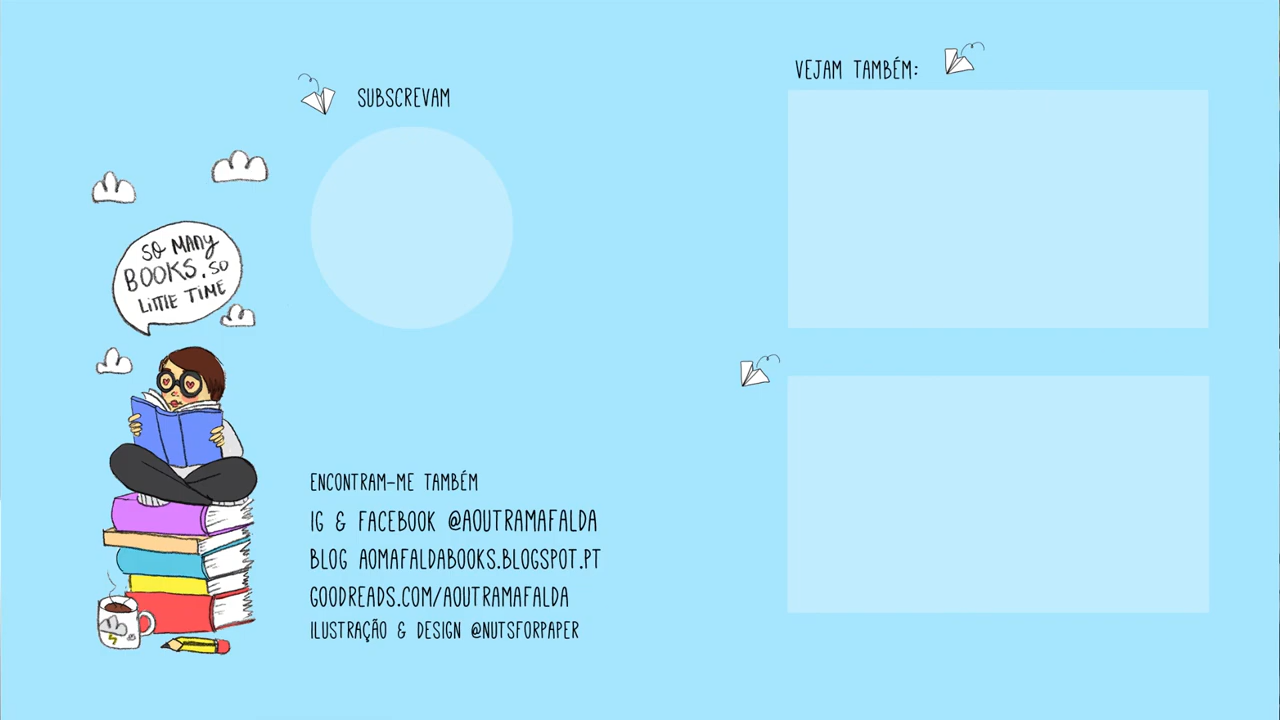 SUBSCREVAM
VEJAM TAMBÉM:
SO MANY
BOOKS, SO
LITTLE TIME
ENCONTRAM-ME TAMBÉM
IG & FACEBOOK @AOUTRAMAFALDA
BLOG AOMAFALDABOOKS.BLOGSPOT.PT
GOODREADS.COM/AOUTRAMAFALDA
ILUSTRAÇÃO & DESIGN @NUTSFORPAPER